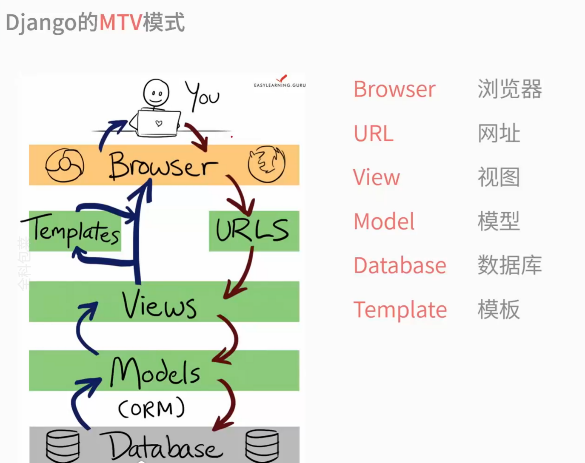 Django的MTV模式
EASYLEARNING.GURU
You
Browser
Templates
URLS
Views
Models
(ORM)
Database
Browser 浏览器
URL 网址
View 视图
Model 模型
Database 数据库
Template 模板